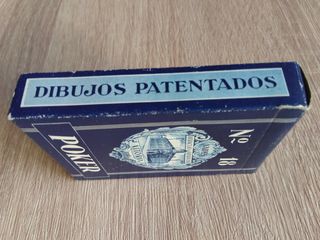 DIBUJOS PATENTADOS
Nº 18
POKER